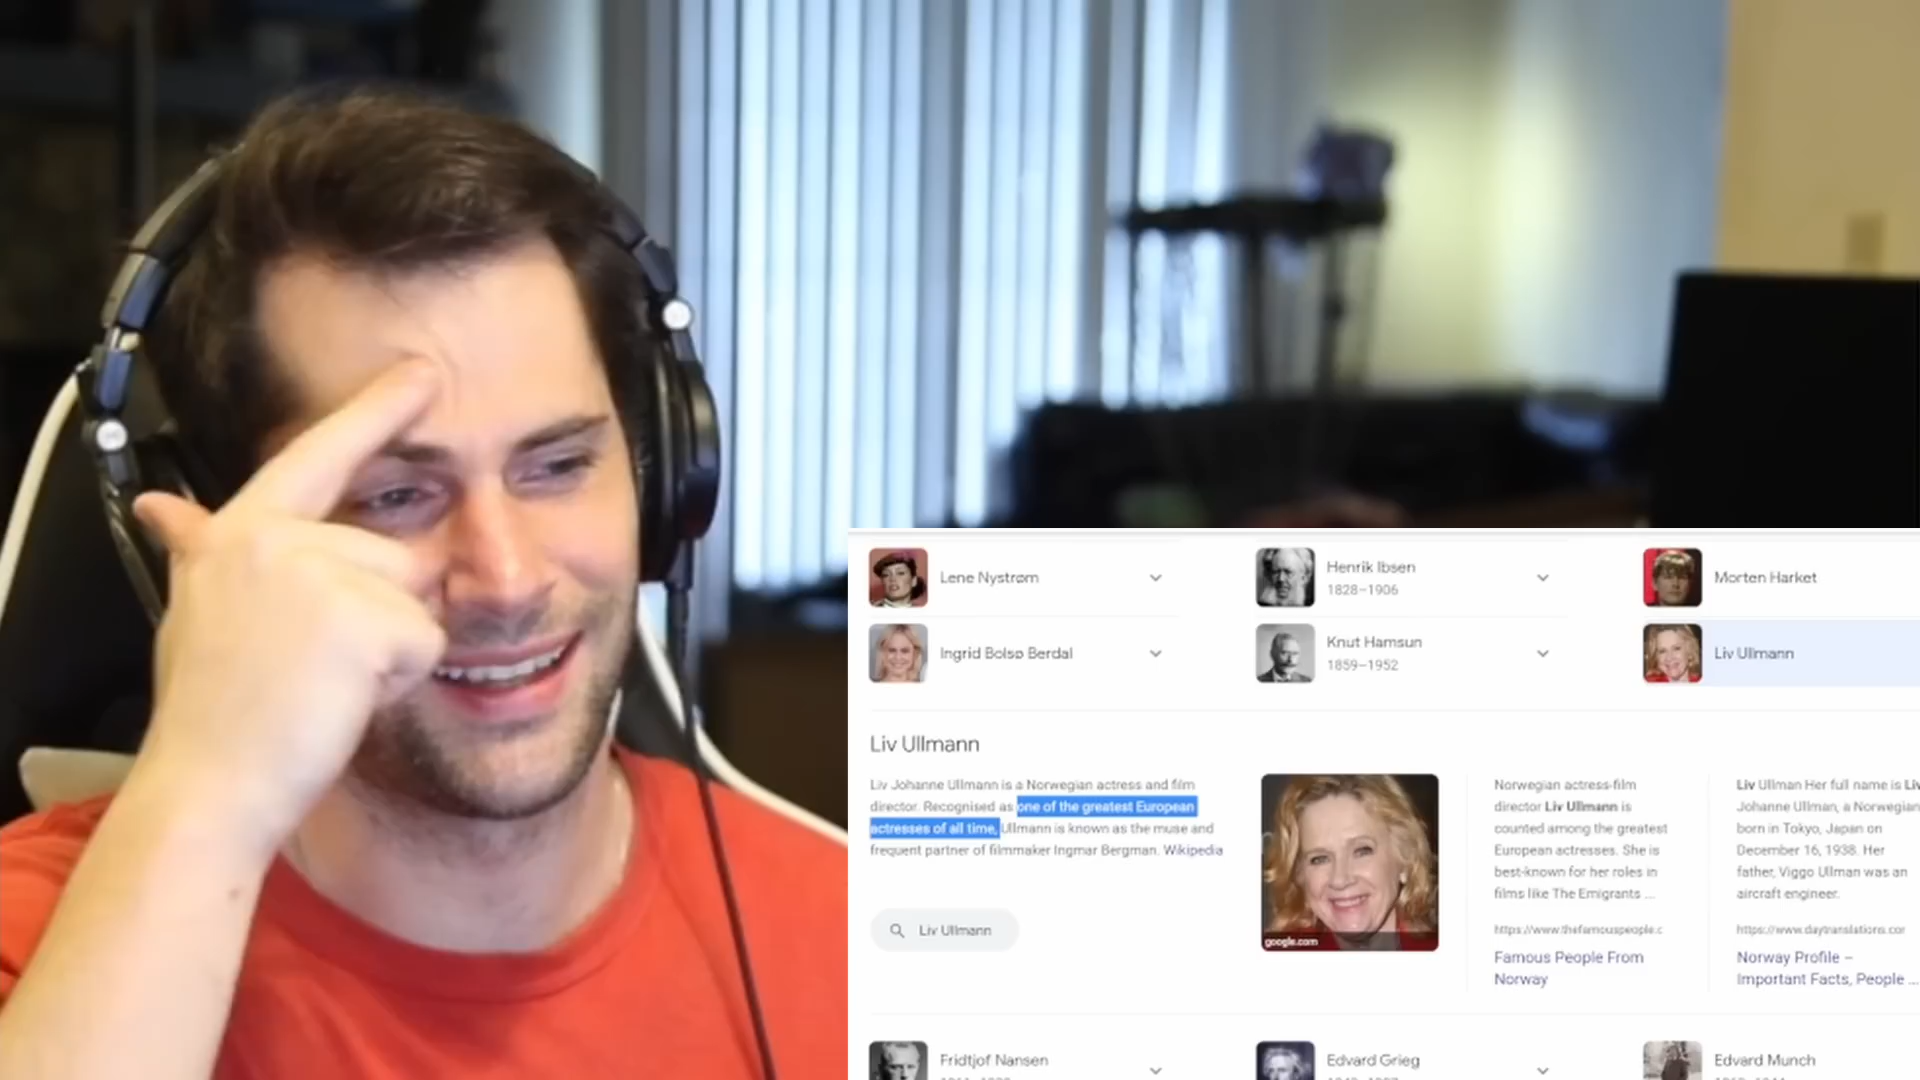 Lene Nystrøm
Henrik Ibsen
1828–1906
Morten Harket
Ingrid Bolsø Berdal
Knut Hamsun
1859–1952
Liv Ullmann
Liv Ullmann
Liv Johanne Ullmann is a Norwegian actress and film
director. Recognised as one of the greatest European
actresses of all time, Ullmann is known as the muse and
frequent partner of filmmaker Ingmar Bergman. Wikipedia
Liv Ullmann
google.com
Norwegian actress-film
director Liv Ullmann is
counted among the greatest
European actresses. She is
best-known for her roles in
films like The Emigrants ...
https://www.thefamouspeople.c
Famous People From
Norway
Liv Ullman Her full name is Liv
Johanne Ullman, a Norwegian
born in Tokyo, Japan on
December 16, 1938. Her
father, Viggo Ullman was an
aircraft engineer.
https://www.daytranslations.com
Norway Profile –
Important Facts, People ...
Fridtjof Nansen
Edvard Grieg
Edvard Munch